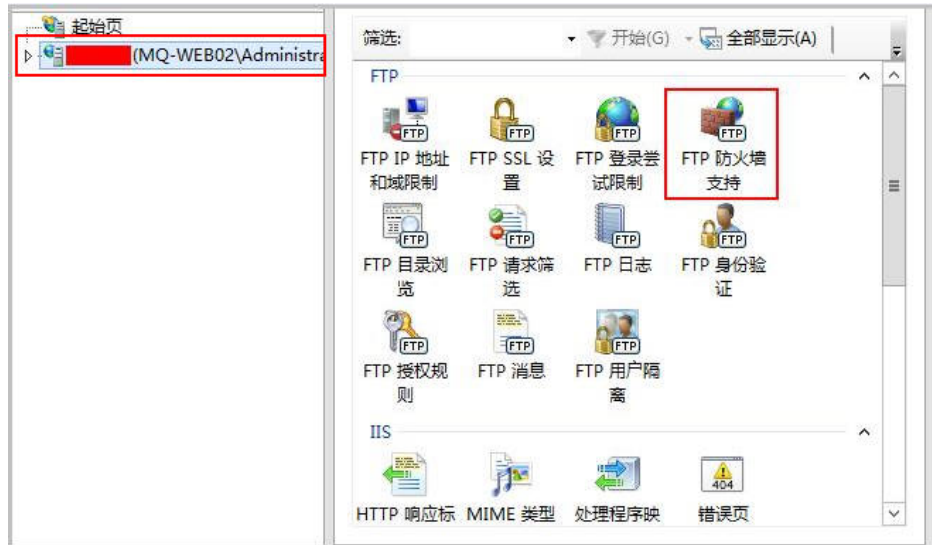 起始页
(MQ-WEB02\Administra
筛选:
开始(G)
全部显示(A)
FTP
FTP
FTP
FTP
FTP
FTP IP 地址
和域限制
FTP SSL 设
置
FTP 登录尝
试限制
FTP 防火墙
支持
FTP
FTP
FTP
FTP
FTP 目录浏
览
FTP 请求筛
选
FTP 日志
FTP 身份验
证
FTP
FTP
FTP
FTP 授权规
则
FTP 消息
FTP 用户隔
离
IIS
404
HTTP 响应标
MIME 类型
处理程序映
错误页